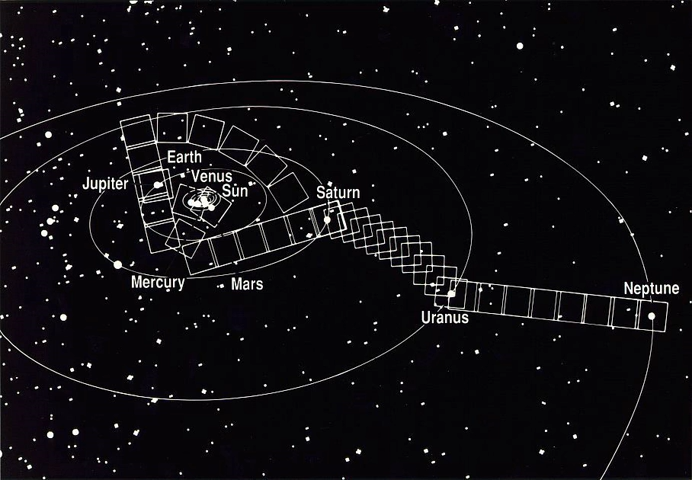 Earth
Venus
Jupiter
Sun
Saturn
Mercury
Mars
Neptune
Uranus